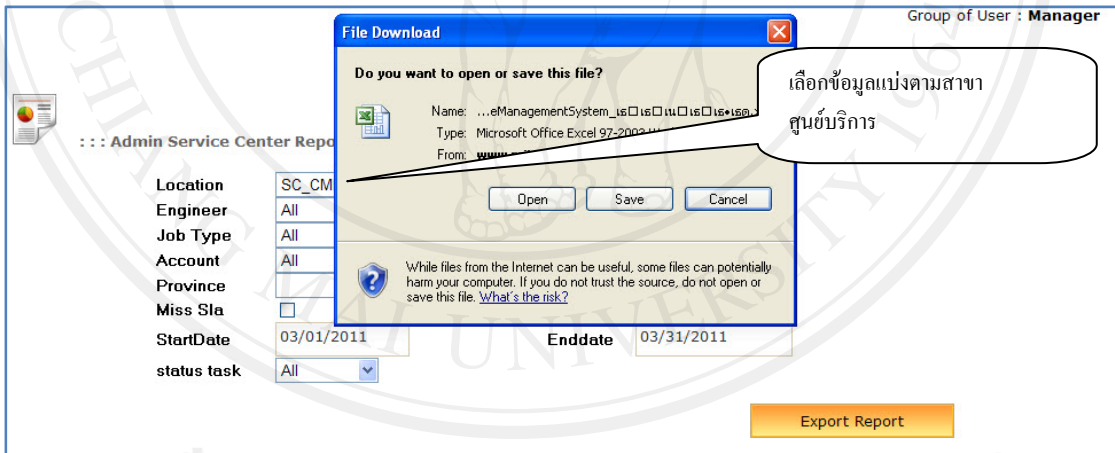 Group of User : Manager
File Download
Do you want to open or save this file?
Name: ...eManagementSystem_
Type: Microsoft Office Excel 97-2003
From:
เลือกข้อมูลแบ่งตามสาขา
ศูนย์บริการ
: : : Admin Service Center Repo
Location SC_CM
Open Save Cancel
Engineer All
Job Type All
Account All
Province
While files from the Internet can be useful, some files can potentially
harm your computer. If you do not trust the source, do not open or
save this file. What's the risk?
Miss Sla
StartDate 03/01/2011 Enddate 03/31/2011
status task All
Export Report
CHIANG MAI UNIVERSITY 1964